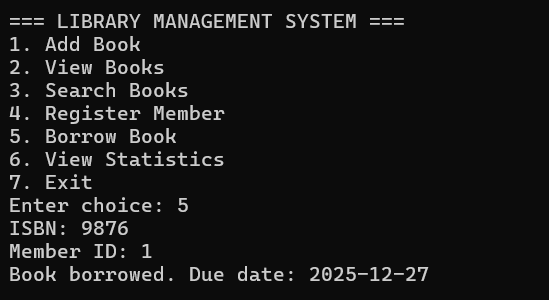 === LIBRARY MANAGEMENT SYSTEM ===
1. Add Book
2. View Books
3. Search Books
4. Register Member
5. Borrow Book
6. View Statistics
7. Exit
Enter choice: 5
ISBN: 9876
Member ID: 1
Book borrowed. Due date: 2025-12-27